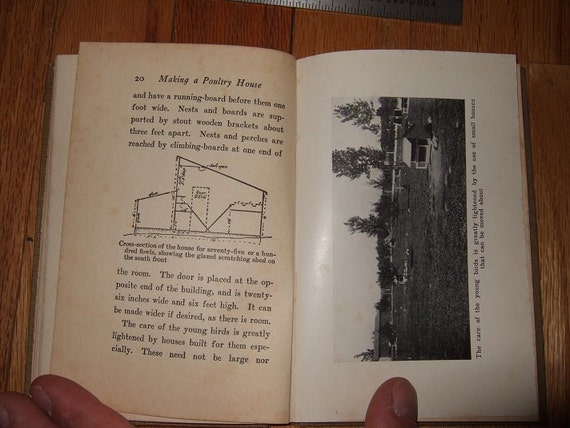 20 Making a Poultry House
and have a running-board before them one
foot wide. Nests and boards are sup-
ported by stout wooden brackets about
three feet apart. Nests and perches are
reached by climbing-boards at one end of
Cross-section of the house for seventy-five or a hun-
dred fowls, showing the glazed scratching shed on
the south front
the room. The door is placed at the op-
posite end of the building, and is twenty-
six inches wide and six feet high. It can
be made wider if desired, as there is room.
The care of the young birds is greatly
lightened by houses built for them espe-
cially. These need not be large nor
The care of the young birds is greatly lightened by the use of small houses
that can be moved about